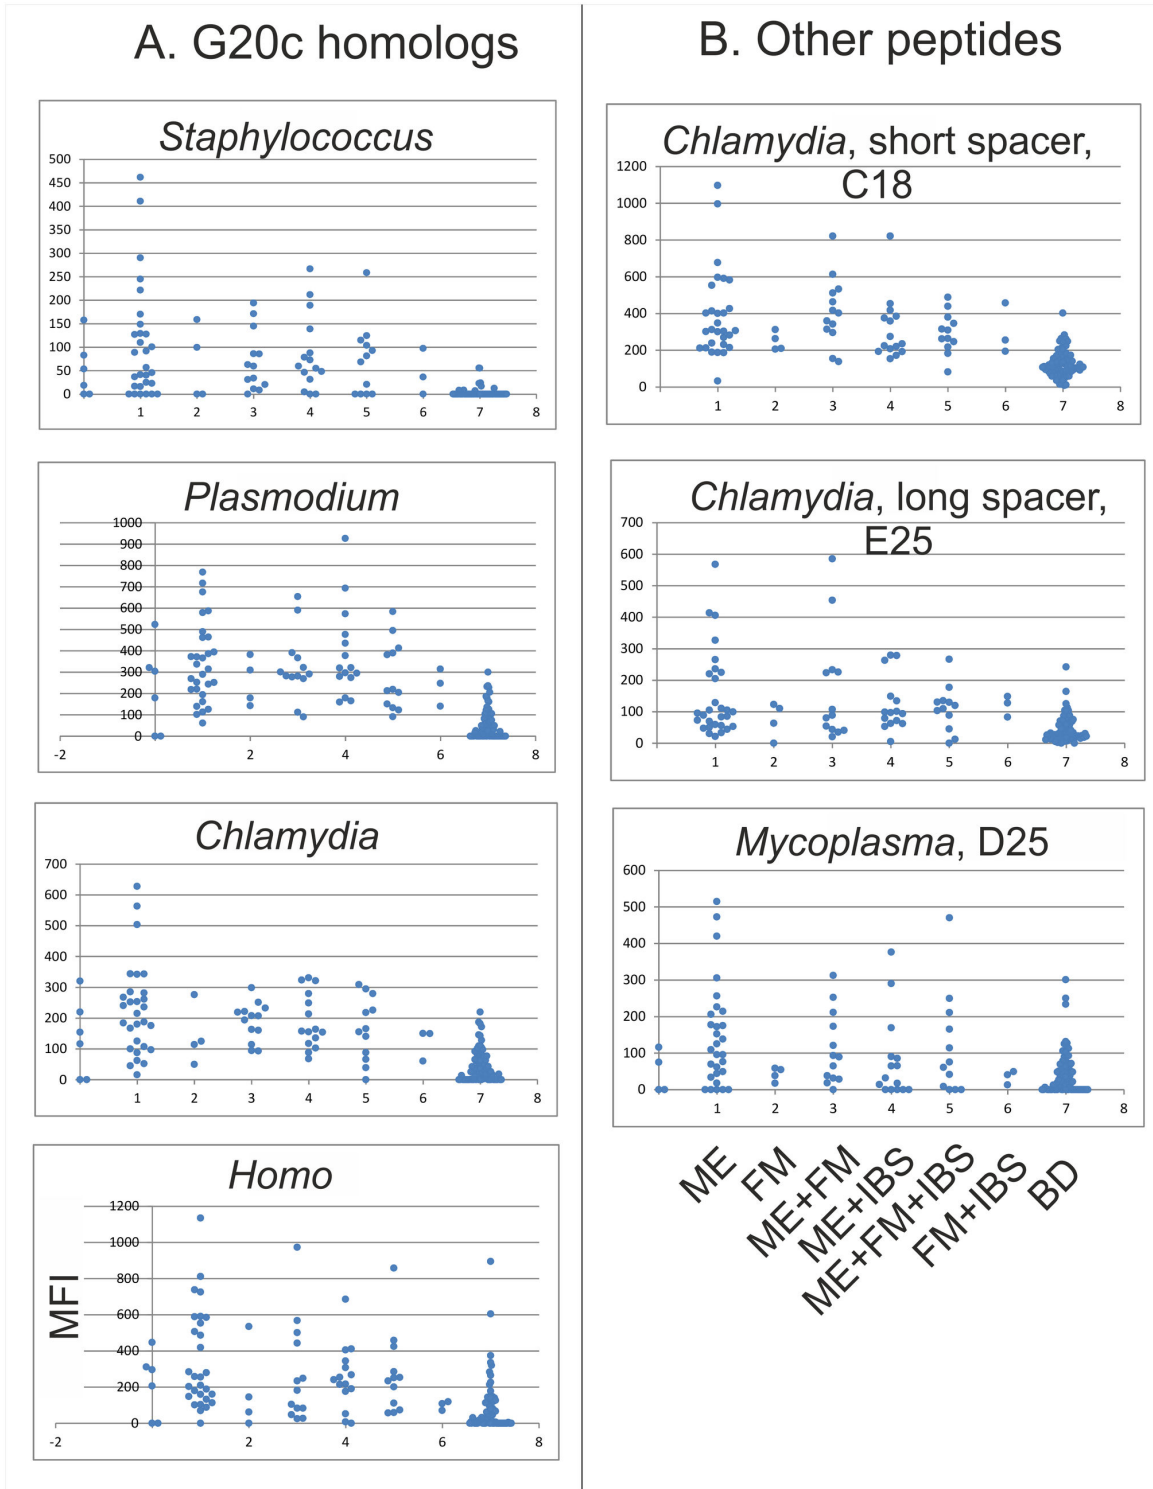 A. G20c homologs
Staphylococcus
500
450
400
350
300
250
200
150
100
50
0
1 2 3 4 5 6 7 8
Plasmodium
1000
900
800
700
600
500
400
300
200
100
0
-2 2 4 6 8
Chlamydia
700
600
500
400
300
200
100
0
1 2 3 4 5 6 7 8
Homo
MFI
1200
1000
800
600
400
200
0
-2 2 4 6 8
B. Other peptides
Chlamydia, short spacer,
C18
1200
1000
800
600
400
200
0
1 2 3 4 5 6 7 8
Chlamydia, long spacer,
E25
700
600
500
400
300
200
100
0
1 2 3 4 5 6 7 8
Mycoplasma, D25
600
500
400
300
200
100
0
1 2 3 4 5 6 7 8
ME
FM
ME+FM
ME+IBS
ME+FM+IBS
FM+IBS
BD